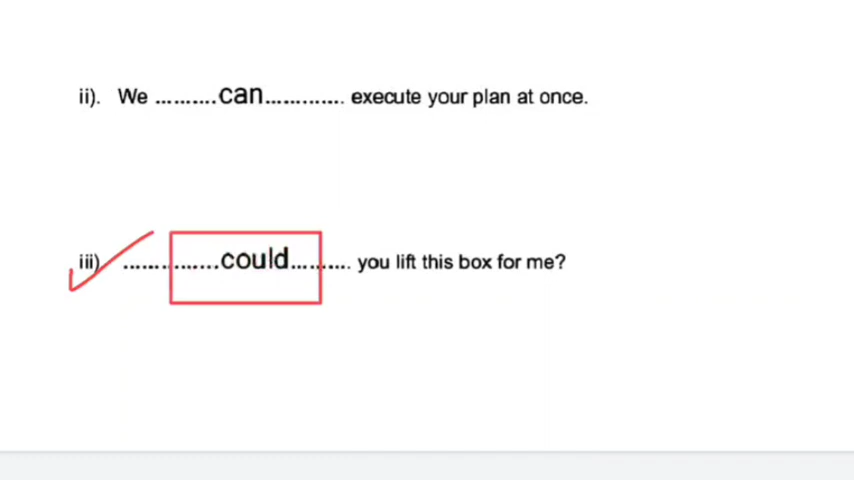 ii). We ..........can............. execute your plan at once.
iii) ................could.......... you lift this box for me?